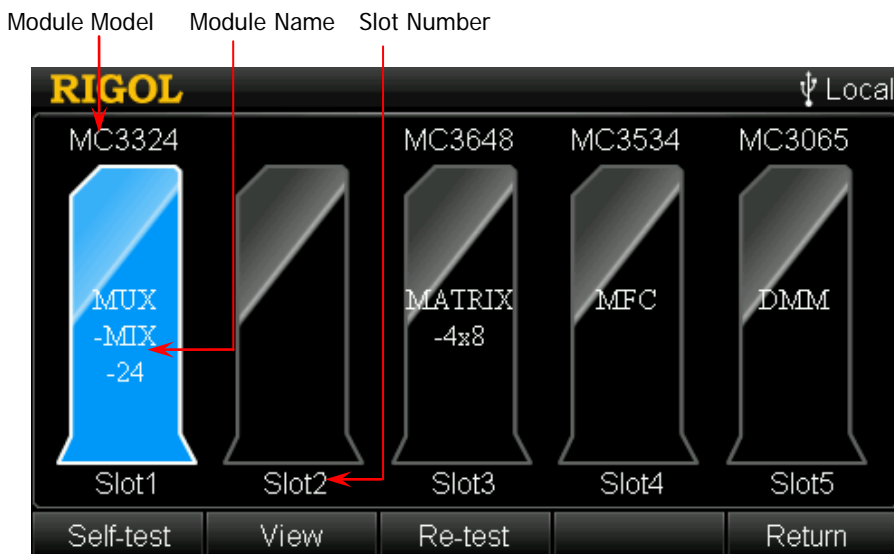 Module Model Module Name Slot Number
RIGOL Local
MC3324 MC3648 MC3534 MC3065
MUX
-MIX
-24
MATRIX
-4x8
MFC
DMM
Slot1 Slot2 Slot3 Slot4 Slot5
Self-test View Re-test Return